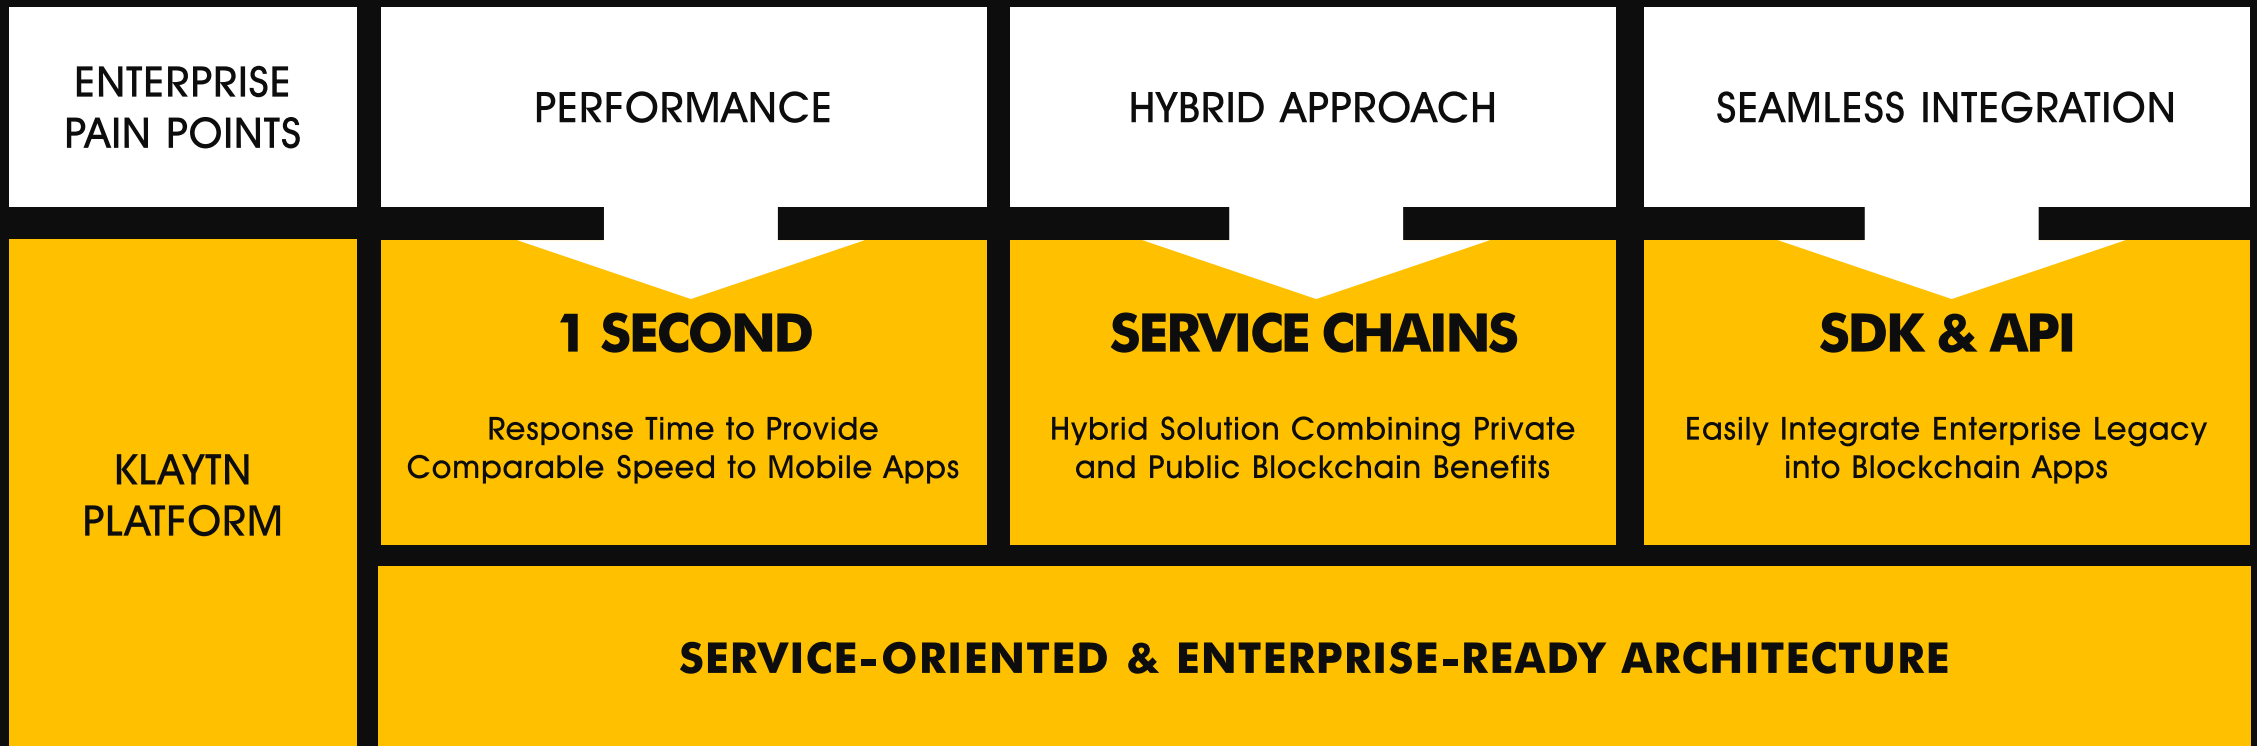 ENTERPRISE
PAIN POINTS
PERFORMANCE
HYBRID APPROACH
SEAMLESS INTEGRATION
KLAYTN
PLATFORM
1 SECOND
Response Time to Provide
Comparable Speed to Mobile Apps
SERVICE CHAINS
Hybrid Solution Combining Private
and Public Blockchain Benefits
SDK & API
Easily Integrate Enterprise Legacy
into Blockchain Apps
SERVICE-ORIENTED & ENTERPRISE-READY ARCHITECTURE